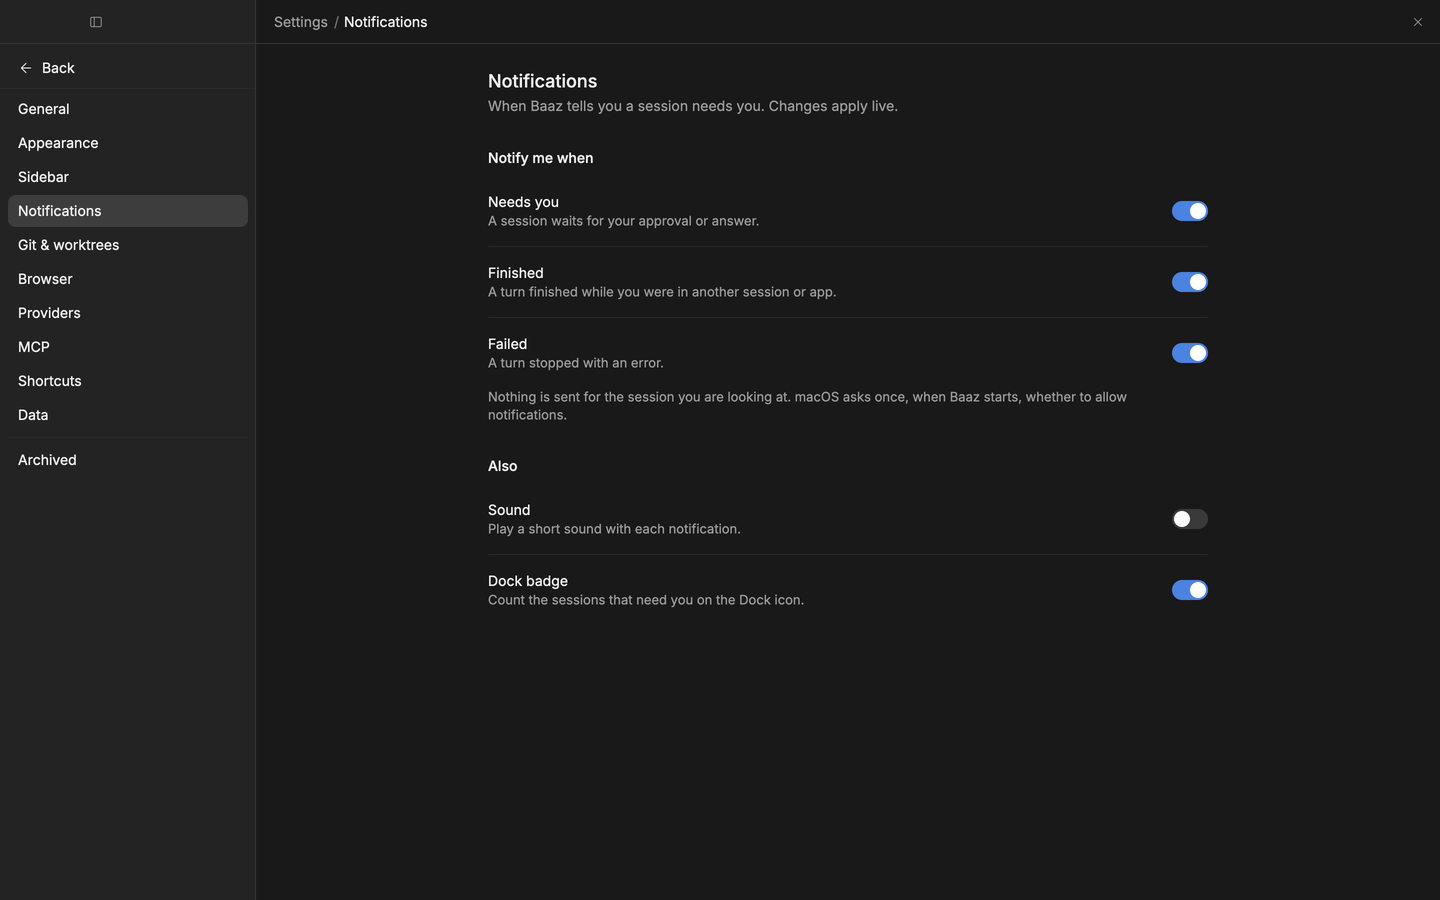 Settings / Notifications
Back
General
Appearance
Sidebar
Notifications
Git & worktrees
Browser
Providers
MCP
Shortcuts
Data
Archived
Notifications
When Baaz tells you a session needs you. Changes apply live.
Notify me when
Needs you
A session waits for your approval or answer.
Finished
A turn finished while you were in another session or app.
Failed
A turn stopped with an error.
Nothing is sent for the session you are looking at. macOS asks once, when Baaz starts, whether to allow
notifications.
Also
Sound
Play a short sound with each notification.
Dock badge
Count the sessions that need you on the Dock icon.